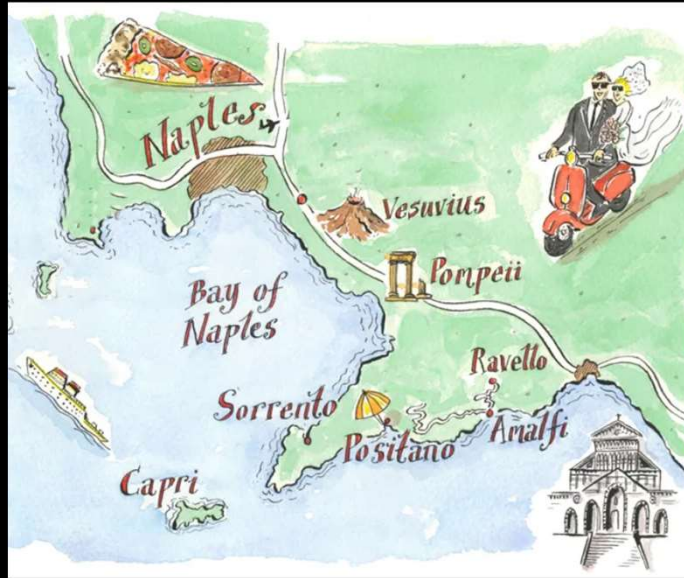 Naples
Vesuvius
Pompeii
Bay of
Naples
Ravello
Sorrento
Positano
Amalfi
Capri